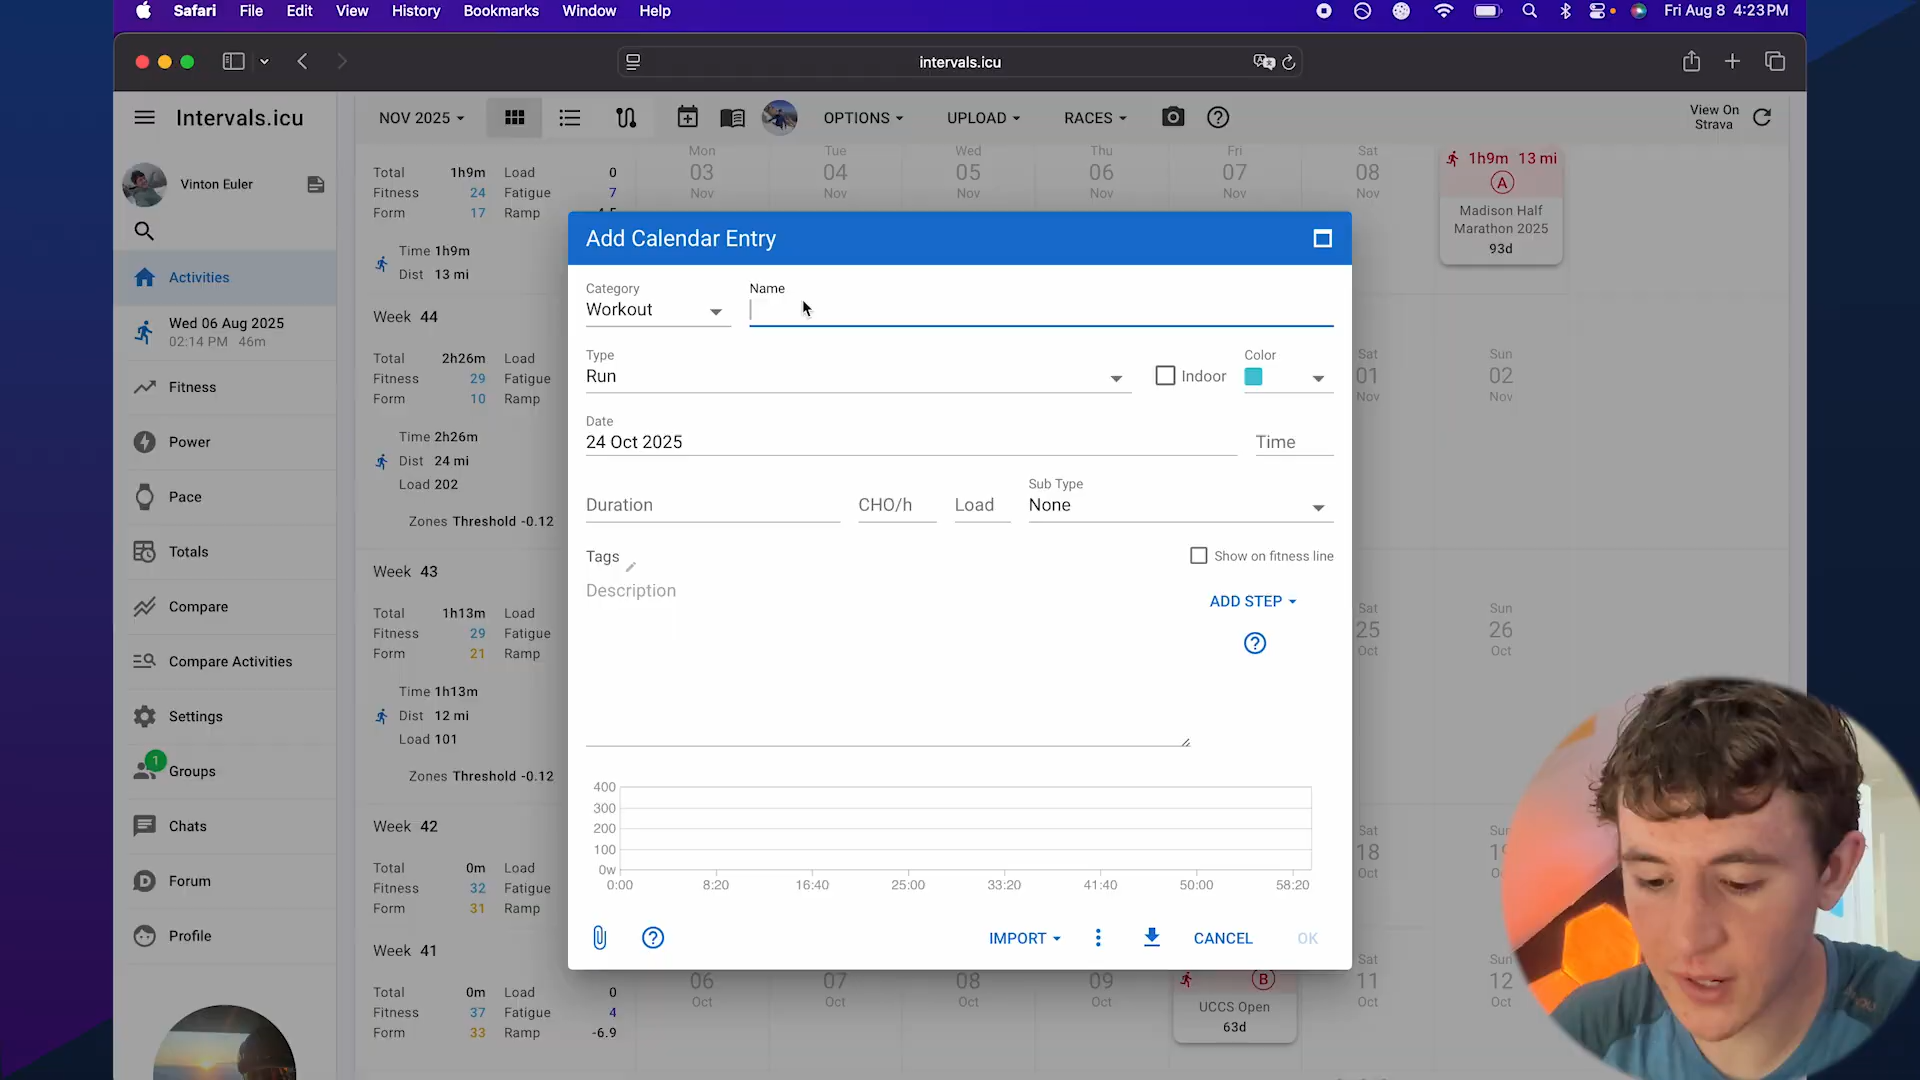 Safari File Edit View History Bookmarks Window Help
Fri Aug 8 4:23 PM
intervals.icu
Intervals.icu
NOV 2025
OPTIONS
UPLOAD
RACES
View On
Strava
Vinton Euler
Activities
Wed 06 Aug 2025
02:14 PM 46m
Fitness
Power
Pace
Totals
Compare
Compare Activities
Settings
1
Groups
Chats
Forum
Profile
Mon Tue Wed Thu Fri Sat
03 04 05 06 07 08
Nov Nov Nov Nov Nov Nov
1h9m 13 mi
A
Madison Half
Marathon 2025
93d
Total 1h9m Load 0
Fitness 24 Fatigue 7
Form 17 Ramp
Time 1h9m
Dist 13 mi
Week 44
Total 2h26m Load
Fitness 29 Fatigue
Form 10 Ramp
Time 2h26m
Dist 24 mi
Load 202
Zones Threshold -0.12
Week 43
Total 1h13m Load
Fitness 29 Fatigue
Form 21 Ramp
Time 1h13m
Dist 12 mi
Load 101
Zones Threshold -0.12
Week 42
Total 0m Load
Fitness 32 Fatigue
Form 31 Ramp
Week 41
Total 0m Load 0
Fitness 37 Fatigue 4
Form 33 Ramp -6.9
Add Calendar Entry
Category
Workout
Name
Type
Run
Indoor
Color
Date
24 Oct 2025
Time
Duration
CHO/h
Load
Sub Type
None
Tags
Show on fitness line
Description
ADD STEP
400
300
200
100
0w
0:00 8:20 16:40 25:00 33:20 41:40 50:00 58:20
IMPORT
CANCEL
OK
Sat Sun
01 02
Nov Nov
Sat Sun
25 26
Oct Oct
Sat
18
Oct
Sat
06 07 08 09 11 12
Oct Oct Oct Oct Oct Oct
B
UCCS Open
63d